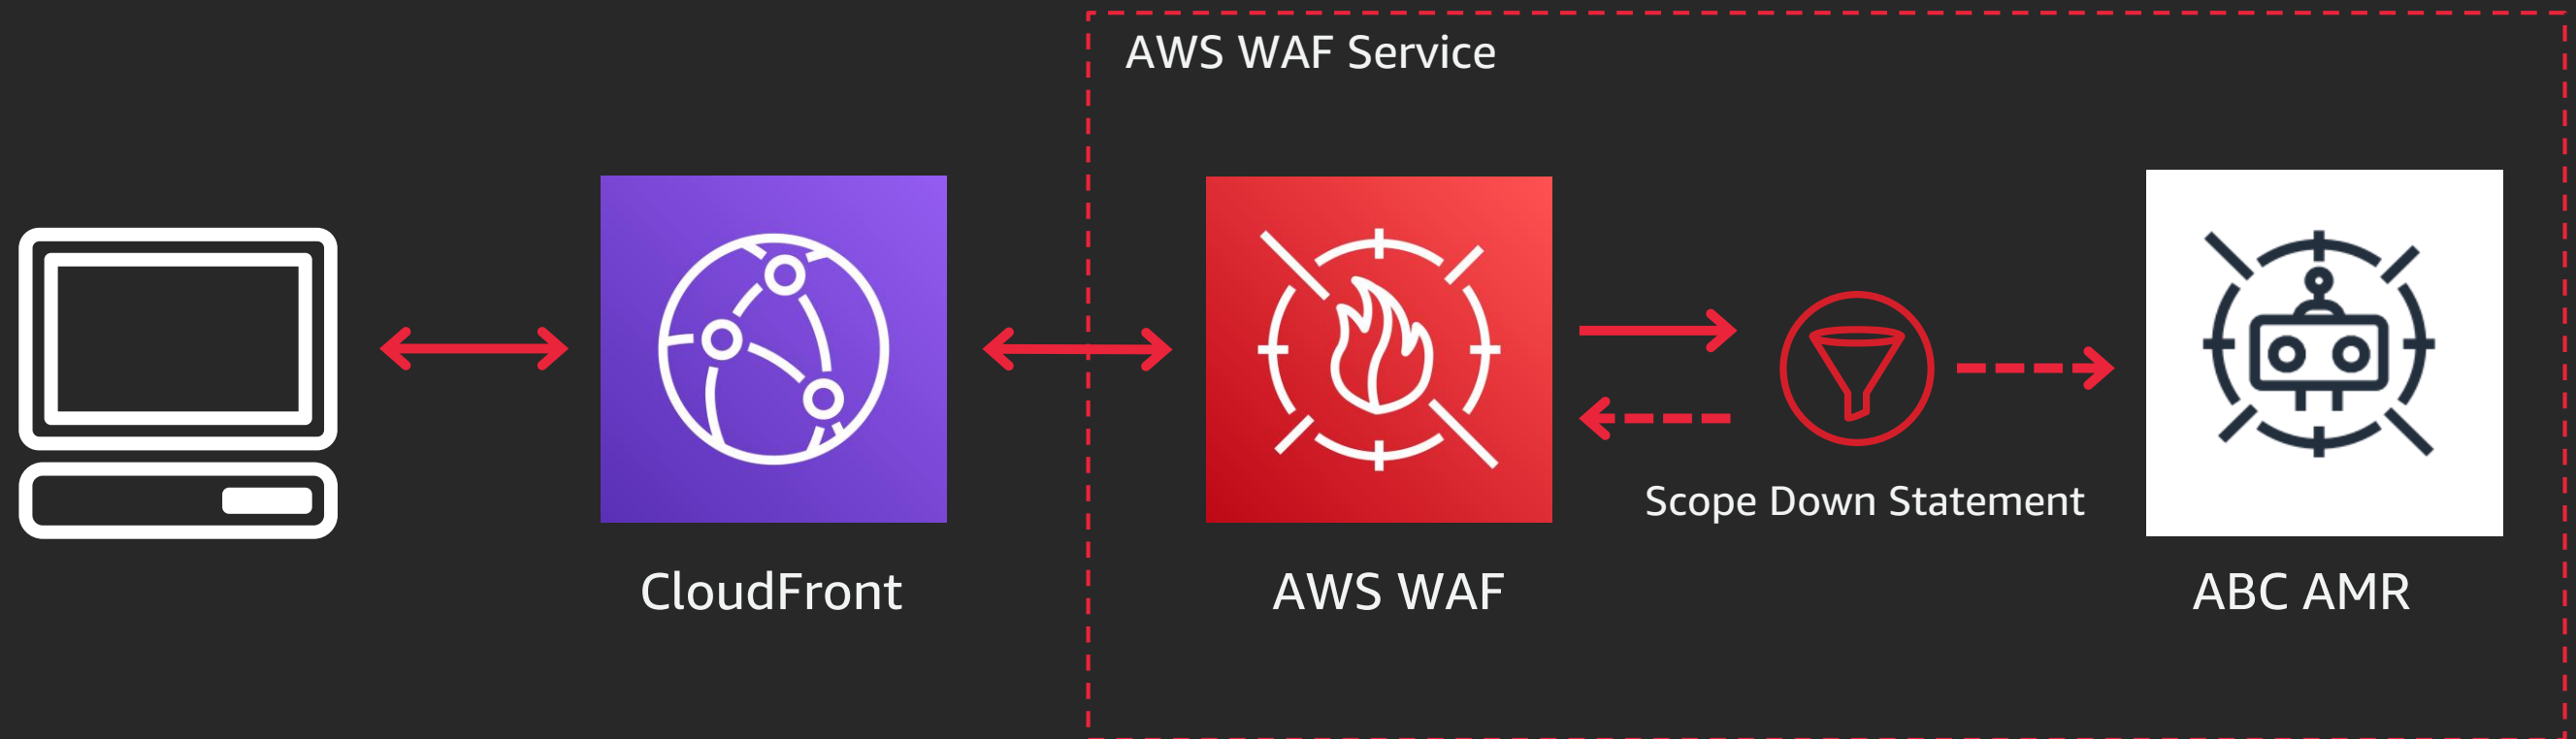 AWS WAF Service
Scope Down Statement
CloudFront
AWS WAF
ABC AMR